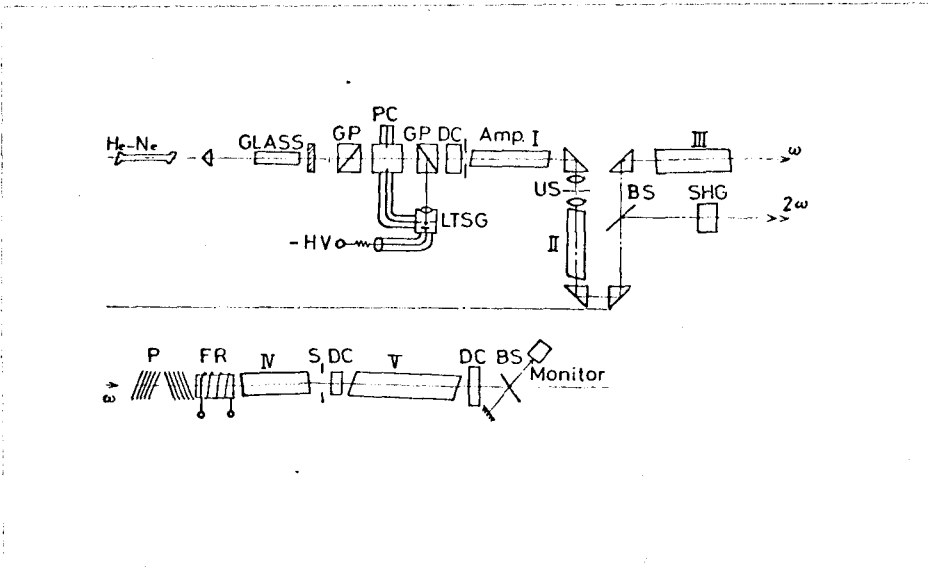 PC
He-Ne GLASS GP GP DC Amp. I III ω
US BS SHG 2ω
LTSG
-HV II
P FR IV S DC V DC BS
Monitor
ω